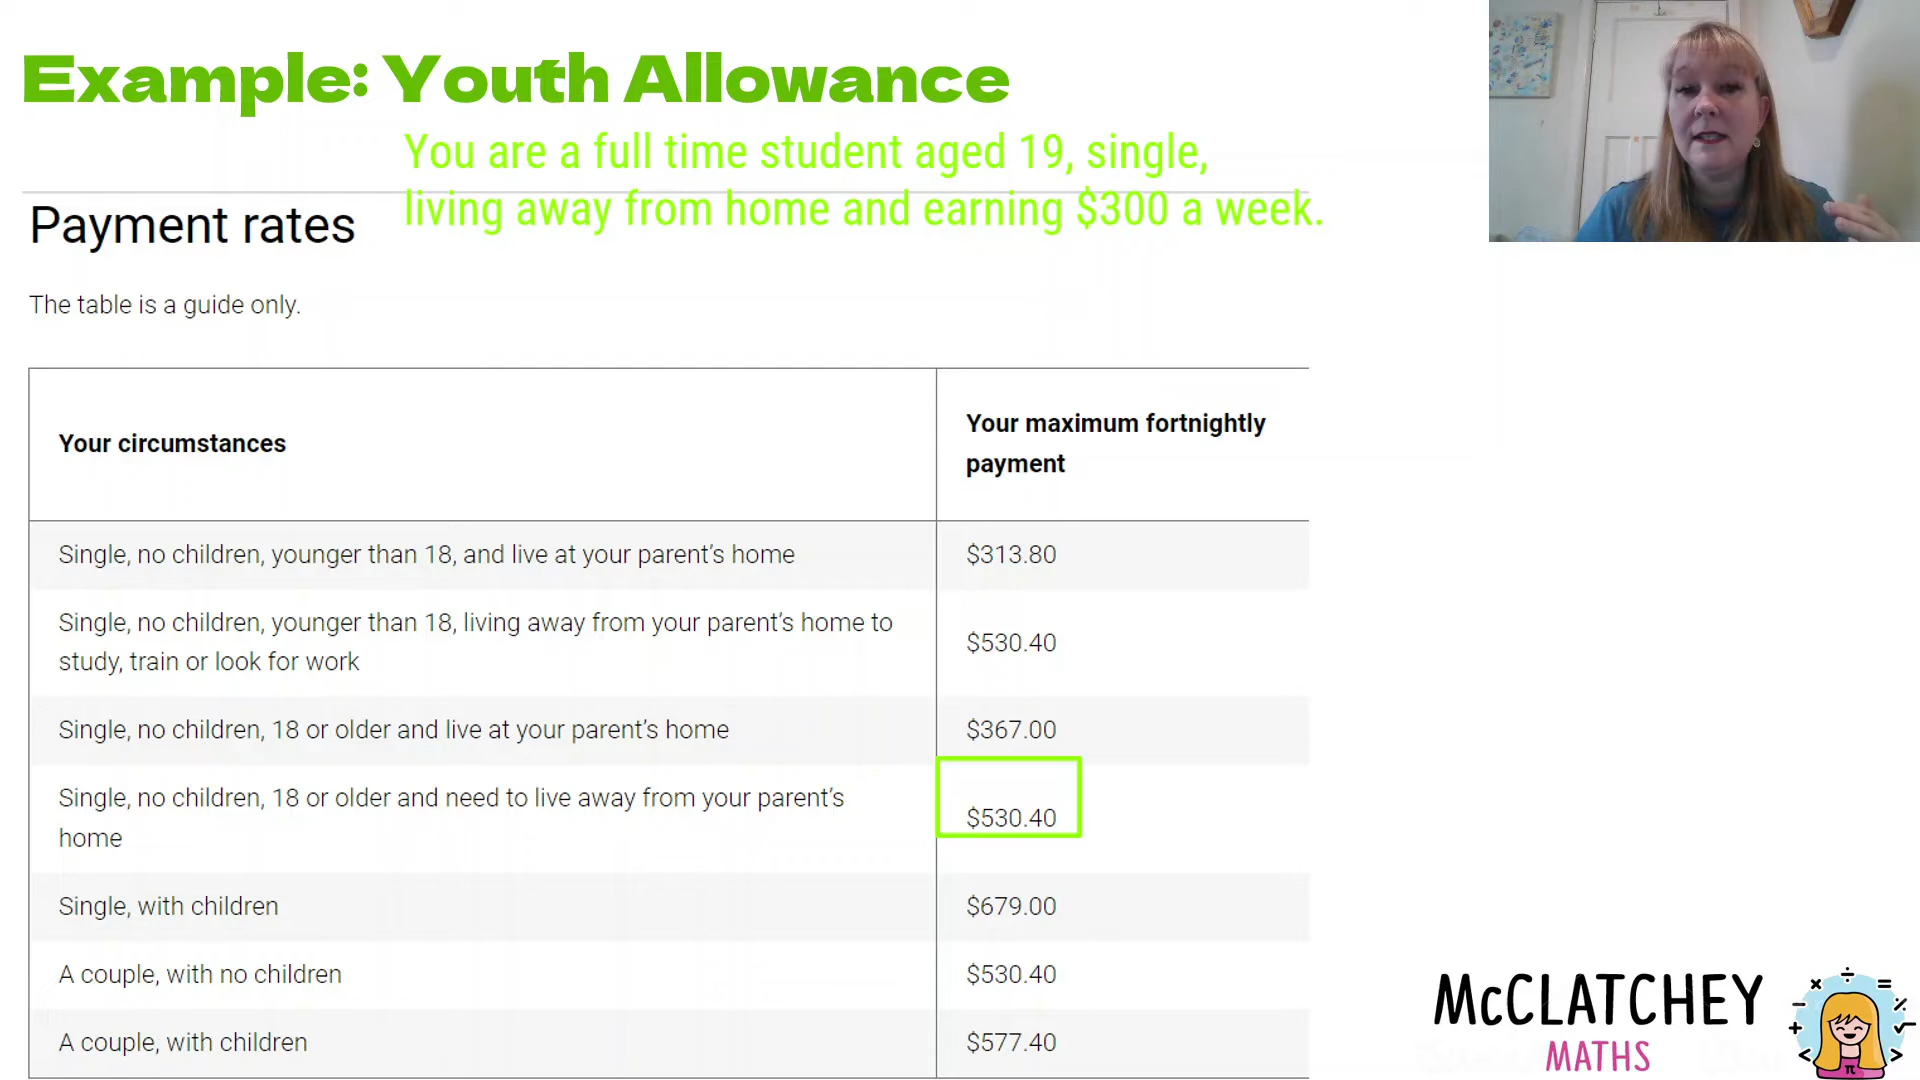 Example: Youth Allowance
You are a full time student aged 19, single,
living away from home and earning $300 a week.
Payment rates
The table is a guide only.
Your circumstances
Your maximum fortnightly
payment
Single, no children, younger than 18, and live at your parent’s home
$313.80
Single, no children, younger than 18, living away from your parent’s home to
study, train or look for work
$530.40
Single, no children, 18 or older and live at your parent’s home
$367.00
Single, no children, 18 or older and need to live away from your parent’s
home
$530.40
Single, with children
$679.00
A couple, with no children
$530.40
A couple, with children
$577.40
McCLATCHEY
MATHS